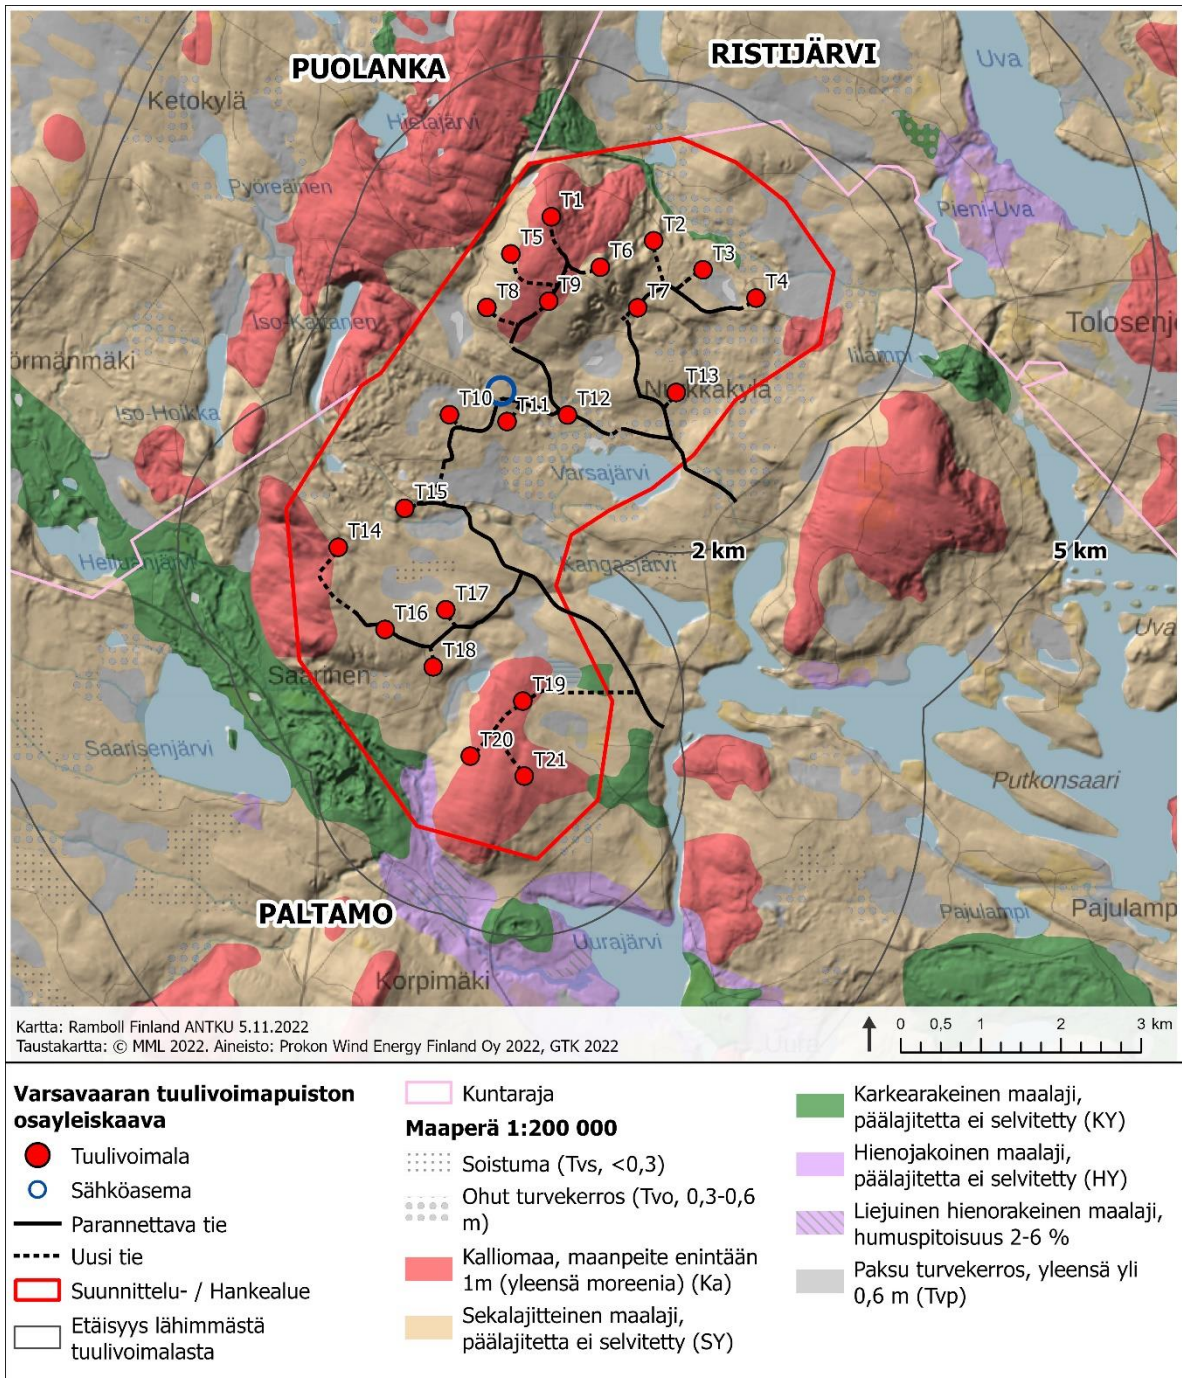 PUOLANKA
RISTIJÄRVI
Uva
Ketokylä
Hietajärvi
Pyöreäinen
Pieni-Uva
T1
T2
T5
T6
T3
T4
T8
T9
T7
Iso-Kattanen
Tolosenj
örmänmäki
Iilampi
Iso-Hoikka
T10
T11
T12
T13
Varsajärvi
T15
T14
2 km
5 km
Kangasjärvi
T17
T16
T18
Uva
Saarinen
T19
Saarisenjärvi
T20
T21
Putkonsaari
PALTAMO
Pajulampi
Pajulamp
Uurajärvi
Korpimäki
Uura
Kartta: Ramboll Finland ANTKU 5.11.2022
Taustakartta: © MML 2022. Aineisto: Prokon Wind Energy Finland Oy 2022, GTK 2022
0 0,5 1 2 3 km
Varsavaaran tuulivoimapuiston
osayleiskaava
Tuulivoimala
Sähköasema
Parannettava tie
Uusi tie
Suunnittelu- / Hankealue
Etäisyys lähimmästä
tuulivoimalasta
Kuntaraja
Maaperä 1:200 000
Soistuma (Tvs, <0,3)
Ohut turvekerros (Tvo, 0,3-0,6
m)
Kalliomaa, maanpeite enintään
1m (yleensä moreenia) (Ka)
Sekalajitteinen maalaji,
päälajitetta ei selvitetty (SY)
Karkearakeinen maalaji,
päälajitetta ei selvitetty (KY)
Hienojakoinen maalaji,
päälajitetta ei selvitetty (HY)
Liejuinen hienorakeinen maalaji,
humuspitoisuus 2-6 %
Paksu turvekerros, yleensä yli
0,6 m (Tvp)